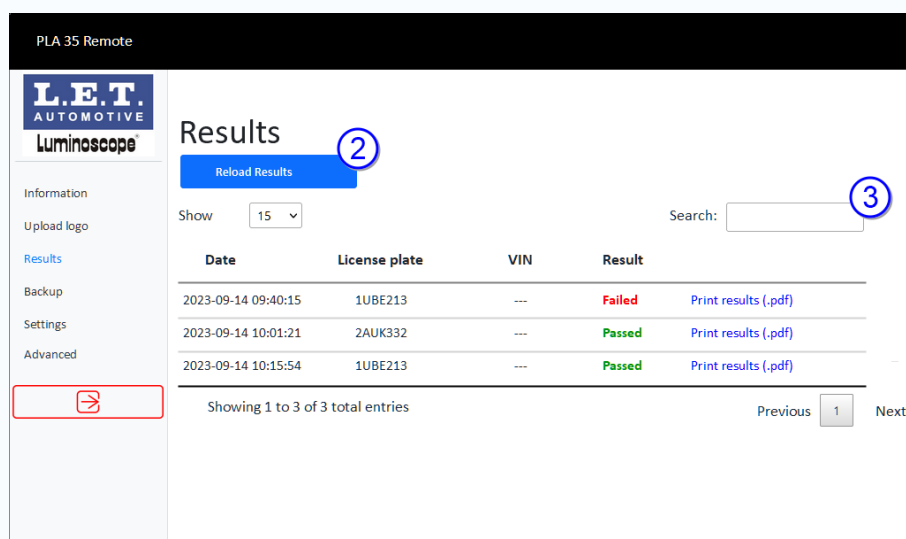 PLA 35 Remote
L.E.T.
AUTOMOTIVE
Luminoscope®
Information
Upload logo
Results
Backup
Settings
Advanced
Results
2
Reload Results
Show 15
Search:
3
Date License plate VIN Result
2023-09-14 09:40:15 1UBE213 --- Failed Print results (.pdf)
2023-09-14 10:01:21 2AUK332 --- Passed Print results (.pdf)
2023-09-14 10:15:54 1UBE213 --- Passed Print results (.pdf)
Showing 1 to 3 of 3 total entries
Previous 1 Next